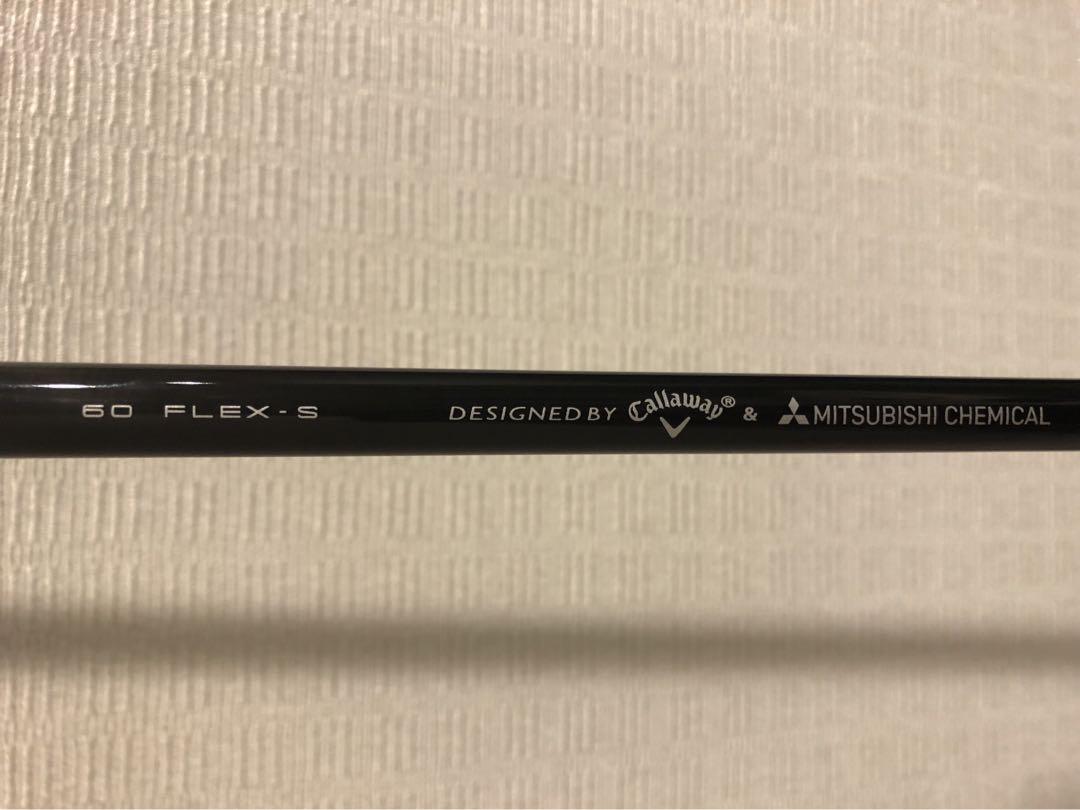 60 FLEX-S DESIGNED BY Callaway® & MITSUBISHI CHEMICAL